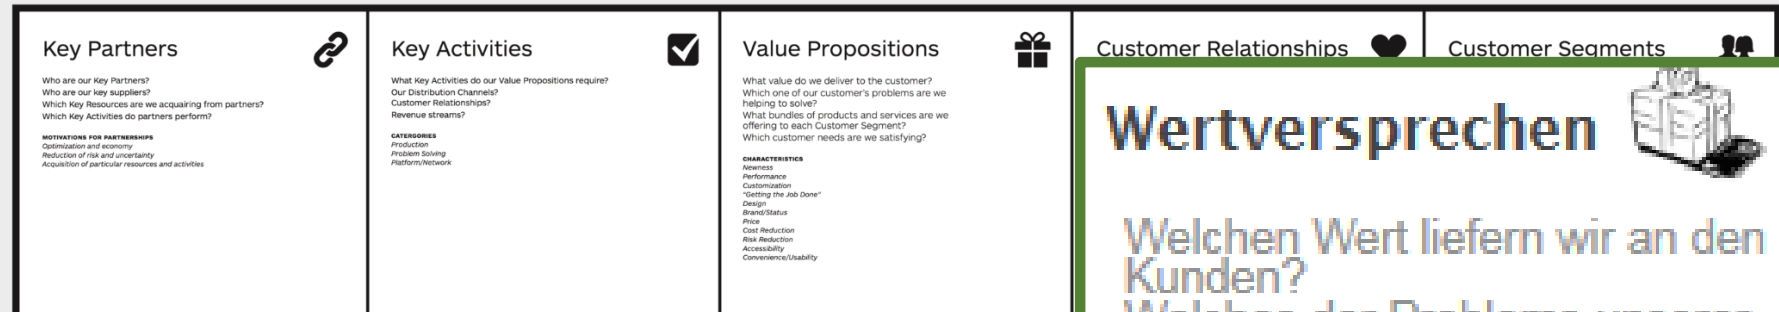 Key Partners
Who are our Key Partners?
Who are our key suppliers?
Which Key Resources are we acquairing from partners?
Which Key Activities do partners perform?
MOTIVATIONS FOR PARTNERSHIPS
Optimization and economy
Reduction of risk and uncertainty
Acquisition of particular resources and activities
Key Activities
What Key Activities do our Value Propositions require?
Our Distribution Channels?
Customer Relationships?
Revenue streams?
CATERGORIES
Production
Problem Solving
Platform/Network
Value Propositions
What value do we deliver to the customer?
Which one of our customer's problems are we
helping to solve?
What bundles of products and services are we
offering to each Customer Segment?
Which customer needs are we satisfying?
CHARACTERISTICS
Newness
Performance
Customization
"Getting the Job Done"
Design
Brand/Status
Price
Cost Reduction
Risk Reduction
Accessibility
Convenience/Usability
Customer Relationships
Customer Segments
Wertversprechen
Welchen Wert liefern wir an den
Kunden?